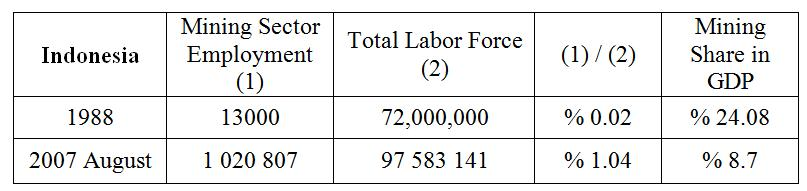 Indonesia | Mining Sector Employment (1) | Total Labor Force (2) | (1) / (2) | Mining Share in GDP
1988 | 13000 | 72,000,000 | % 0.02 | % 24.08
2007 August | 1 020 807 | 97 583 141 | % 1.04 | % 8.7